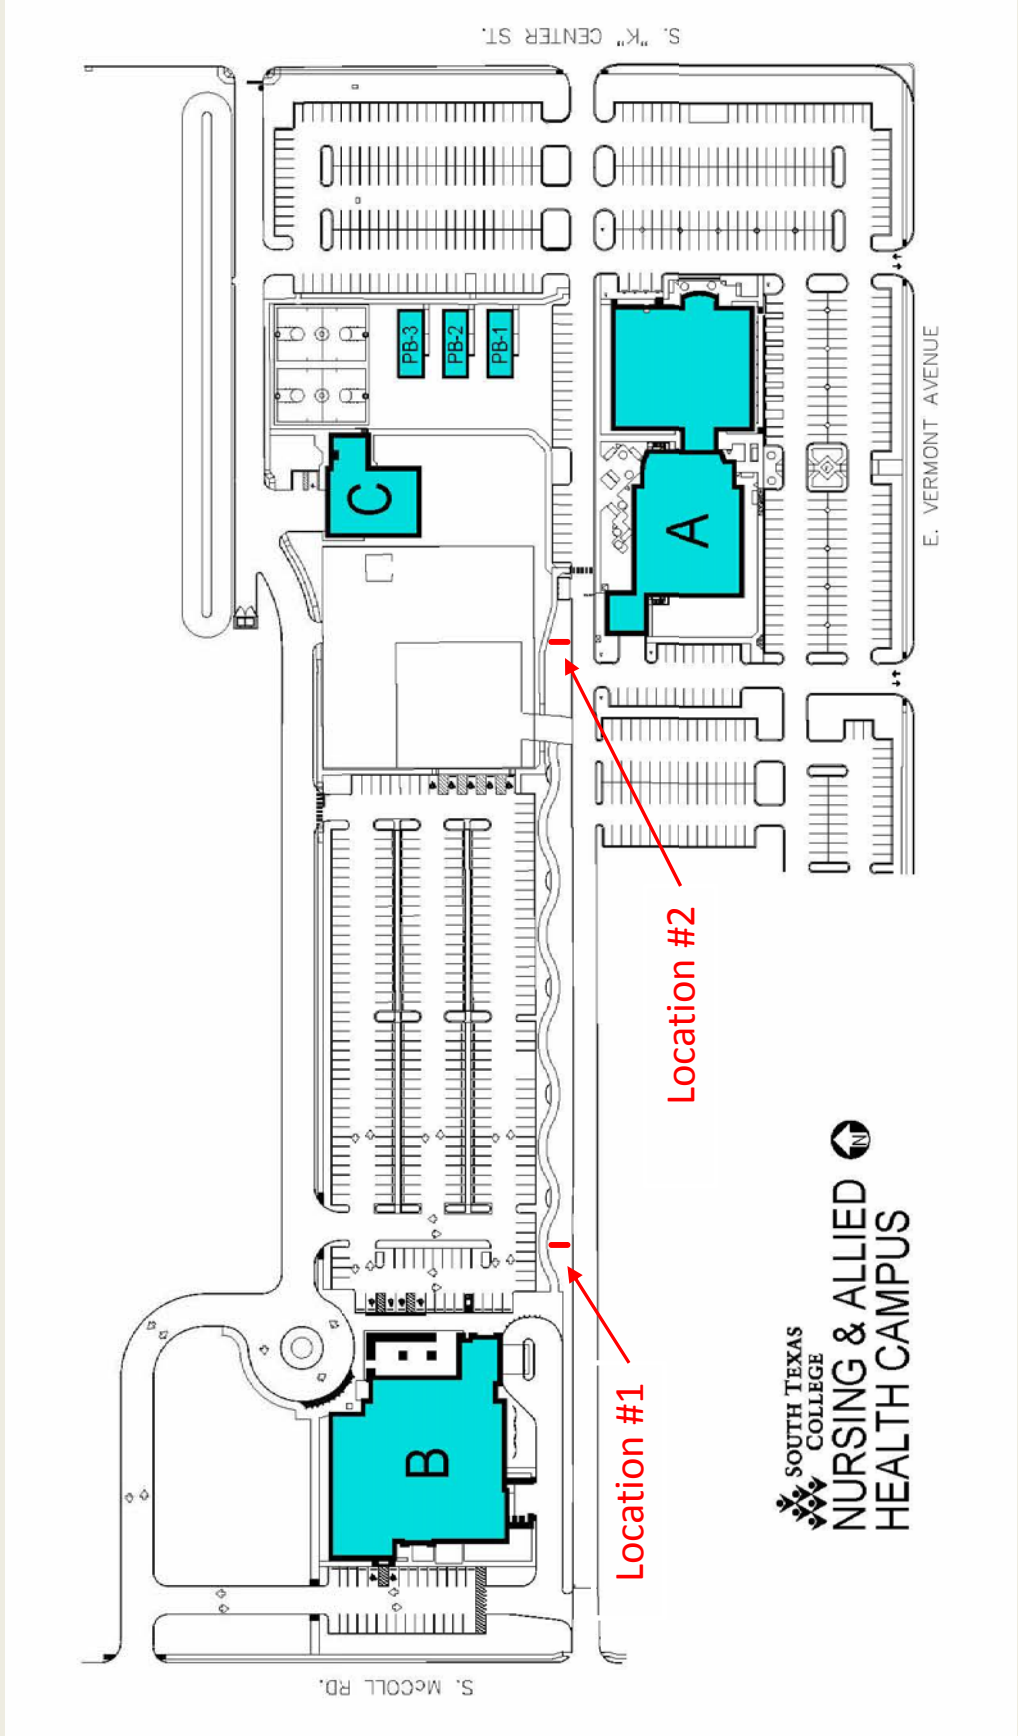 S. "K" CENTER ST.
PB-3
PB-2
PB-1
C
A
E. VERMONT AVENUE
Location #2
Location #1
B
N
SOUTH TEXAS
COLLEGE
NURSING & ALLIED
HEALTH CAMPUS
S. McCOLL RD.